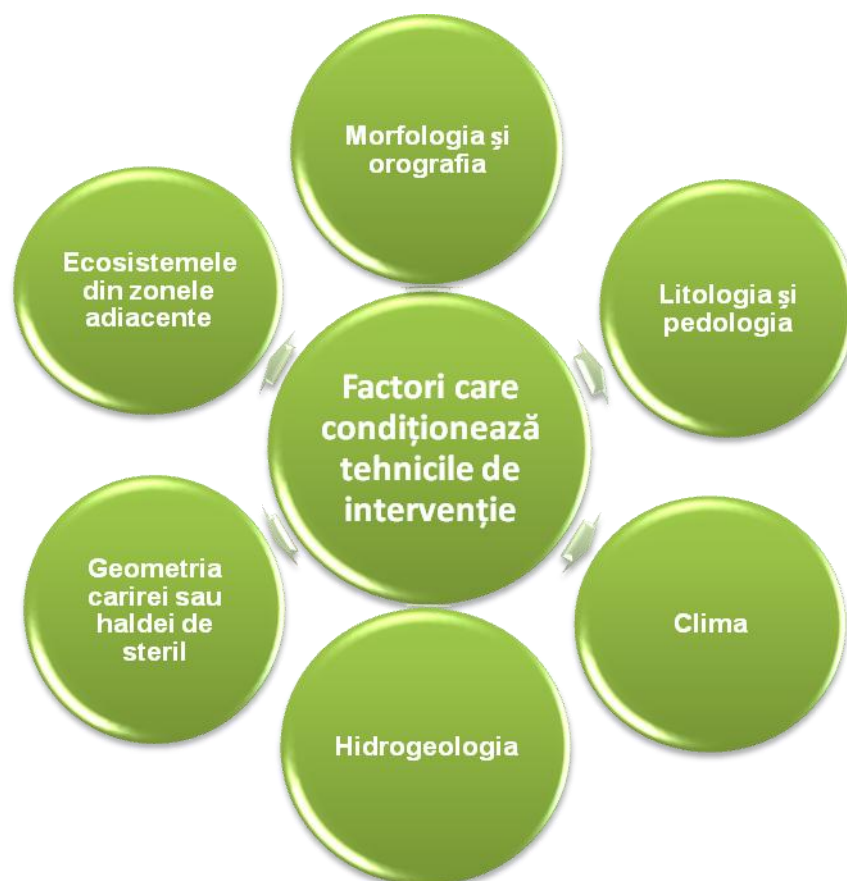 Morfologia și
orografia
Ecosistemele
din zonele
adiacente
Litologia și
pedologia
Factori care
condiționează
tehnicile de
intervenție
Geometria
carirei sau
haldei de
steril
Clima
Hidrogeologia